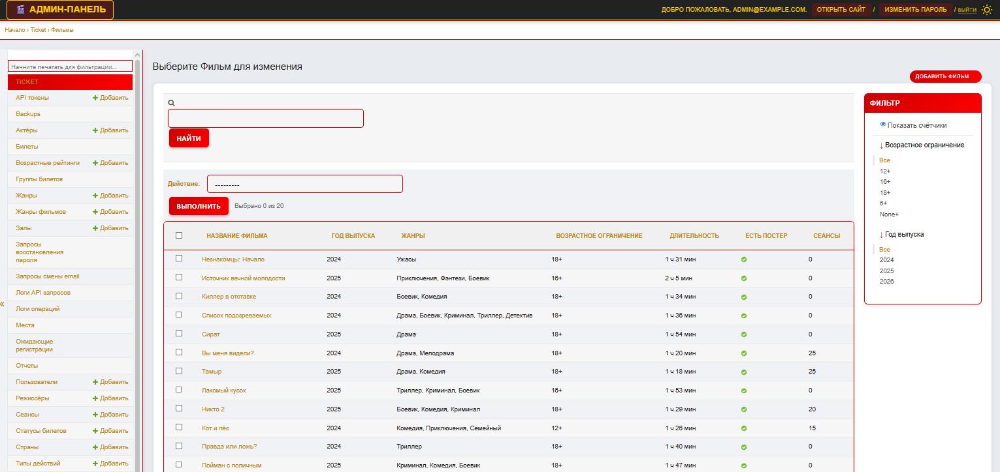 АДМИН-ПАНЕЛЬ
ДОБРО ПОЖАЛОВАТЬ, ADMIN@EXAMPLE.COM. ОТКРЫТЬ САЙТ / ИЗМЕНИТЬ ПАРОЛЬ / ВЫЙТИ
Начало › Ticket › Фильмы
Начните печатать для фильтрации...
TICKET
API токены + Добавить
Backups
Актёры + Добавить
Билеты
Возрастные рейтинги + Добавить
Группы билетов
Жанры + Добавить
Жанры фильмов + Добавить
Залы + Добавить
Запросы
восстановления
пароля
Запросы смены email
Логи API запросов
Логи операций
Места
Ожидающие
регистрации
Отчеты
Пользователи + Добавить
Режиссёры + Добавить
Сеансы + Добавить
Статусы билетов + Добавить
Страны + Добавить
Типы действий + Добавить
«
Выберите Фильм для изменения
ДОБАВИТЬ ФИЛЬМ
НАЙТИ
Действие: ---------
ВЫПОЛНИТЬ Выбрано 0 из 20
НАЗВАНИЕ ФИЛЬМА ГОД ВЫПУСКА ЖАНРЫ ВОЗРАСТНОЕ ОГРАНИЧЕНИЕ ДЛИТЕЛЬНОСТЬ ЕСТЬ ПОСТЕР СЕАНСЫ
Незнакомцы: Начало 2024 Ужасы 18+ 1 ч 31 мин 0
Источник вечной молодости 2025 Приключения, Фэнтези, Боевик 16+ 2 ч 5 мин 0
Киллер в отставке 2024 Боевик, Комедия 18+ 1 ч 34 мин 0
Список подозреваемых 2024 Драма, Боевик, Криминал, Триллер, Детектив 18+ 1 ч 36 мин 0
Сират 2025 Драма 18+ 1 ч 54 мин 0
Вы меня видели? 2024 Драма, Мелодрама 18+ 1 ч 20 мин 25
Тамыр 2025 Драма, Комедия 18+ 1 ч 18 мин 25
Лакомый кусок 2025 Триллер, Криминал, Боевик 16+ 1 ч 53 мин 0
Никто 2 2025 Боевик, Комедия, Криминал 18+ 1 ч 29 мин 20
Кот и пёс 2024 Комедия, Приключения, Семейный 12+ 1 ч 26 мин 15
Правда или ложь? 2024 Триллер 18+ 1 ч 40 мин 0
Пойман с поличным 2025 Криминал, Комедия, Боевик 18+ 1 ч 47 мин 0
ФИЛЬТР
Показать счётчики
↓ Возрастное ограничение
Все
12+
16+
18+
6+
None+
↓ Год выпуска
Все
2024
2025
2026